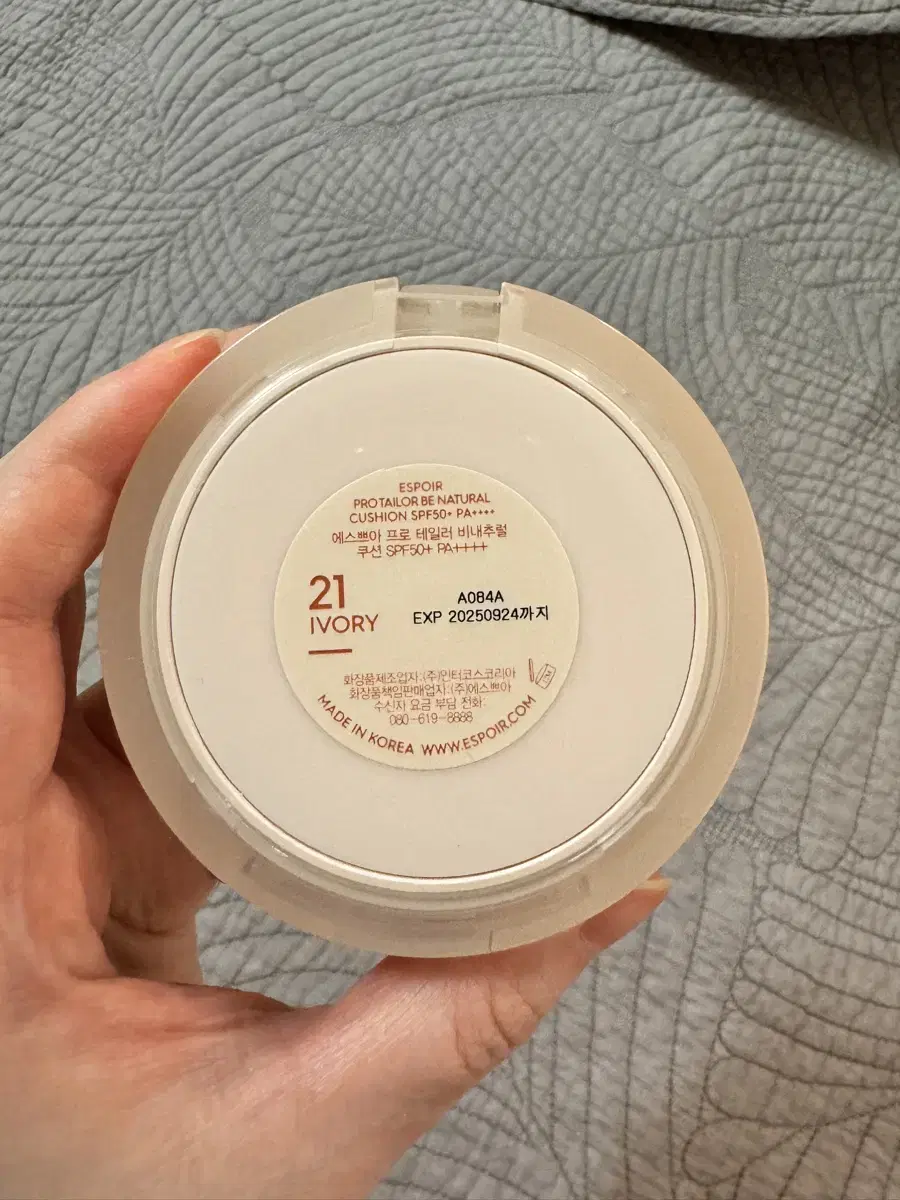 ESPOIR
PRO TAILOR BE NATURAL
CUSHION SPF50+ PA++++
에스쁘아 프로 테일러 비내추럴
쿠션 SPF50+ PA++++
21
IVORY
A084A
EXP 20250924까지
화장품제조업자:(주)인터코스코리아
화장품책임판매업자:(주)에스쁘아
수신자 요금 부담 전화:
080-619-8888
MADE IN KOREA WWW.ESPOIR.COM